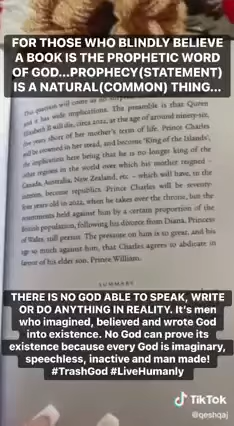 FOR THOSE WHO BLINDLY BELIEVE
A BOOK IS THE PROPHETIC WORD
OF GOD...PROPHECY(STATEMENT)
IS A NATURAL(COMMON) THING...
yet it has wide implications. The preamble is that Queen
Elizabeth II will die, circa 2022, at the age of around ninety-six,
five years short of her mother's term of life. Prince Charles
will be crowned in her stead, and become 'King of the Islands',
the implications here being that he is no longer king of the
other regions in the world over which his mother reigned –
Canada, Australia, New Zealand, etc. – which will have, in the
interim, become republics. Prince Charles will be seventy-
four years old in 2022, when he takes over the throne, but the
resentments held against him by a certain proportion of the
British population, following his divorce from Diana, Princess
of Wales, still persist. The pressure on him is so great, and his
age so much against him, that Charles agrees to abdicate in
favour of his elder son, Prince William.
SUMMARY
THERE IS NO GOD ABLE TO SPEAK, WRITE
OR DO ANYTHING IN REALITY. It's men
who imagined, believed and wrote God
into existence. No God can prove its
existence because every God is imaginary,
speechless, inactive and man made!
#TrashGod #LiveHumanly
TikTok
@qeshqaj